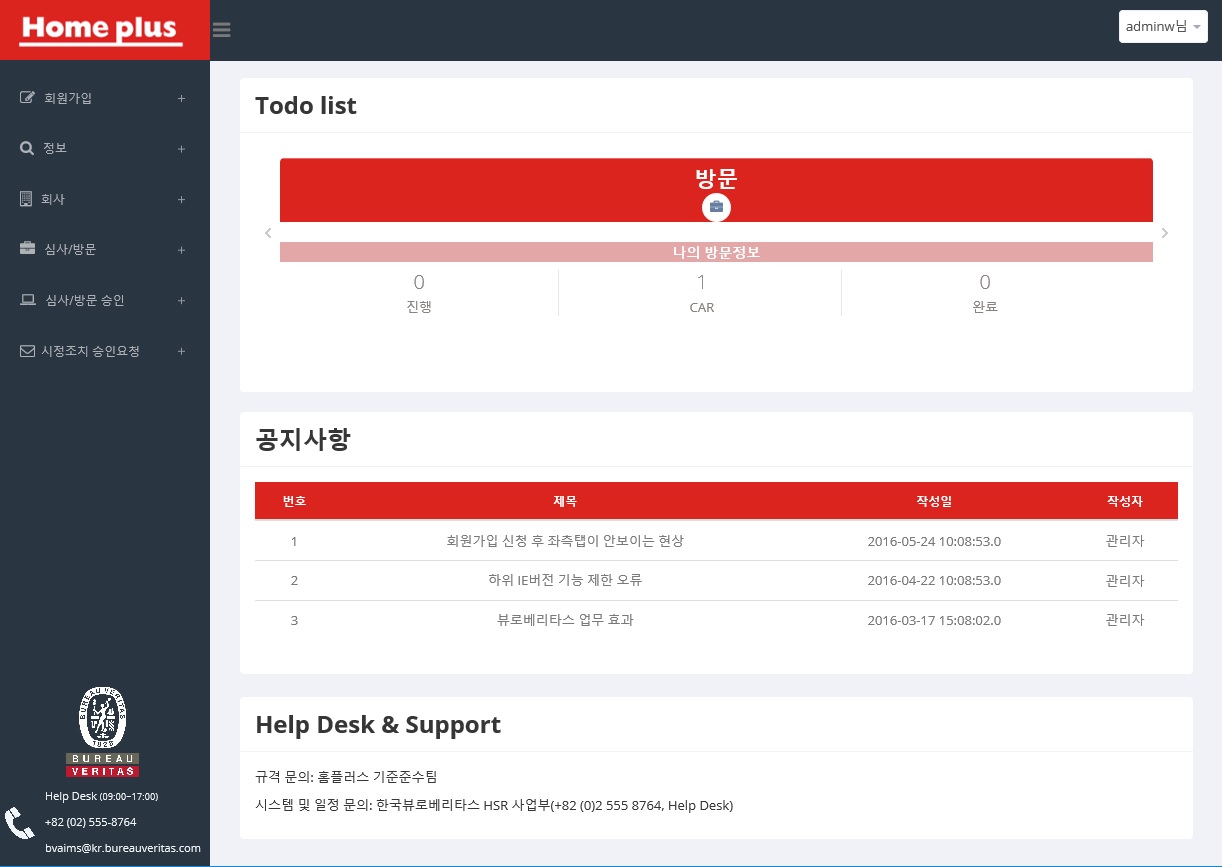 Home plus
adminw님
회원가입
정보
회사
심사/방문
심사/방문 승인
시정조치 승인요청
Todo list
방문
나의 방문정보
0 1 0
진행 CAR 완료
공지사항
번호 제목 작성일 작성자
1 회원가입 신청 후 좌측탭이 안보이는 현상 2016-05-24 10:08:53.0 관리자
2 하위 IE버전 기능 제한 오류 2016-04-22 10:08:53.0 관리자
3 뷰로베리타스 업무 효과 2016-03-17 15:08:02.0 관리자
Help Desk & Support
규격 문의: 홈플러스 기준준수팀
시스템 및 일정 문의: 한국뷰로베리타스 HSR 사업부(+82 (0)2 555 8764, Help Desk)
BUREAU VERITAS
1828
BUREAU
VERITAS
Help Desk (09:00~17:00)
+82 (02) 555-8764
bvaims@kr.bureauveritas.com